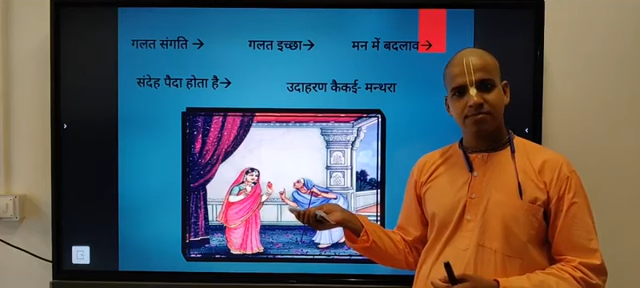 गलत संगति → गलत इच्छा→ मन में बदलाव→
संदेह पैदा होता है→ उदाहरण कैकई- मन्थरा